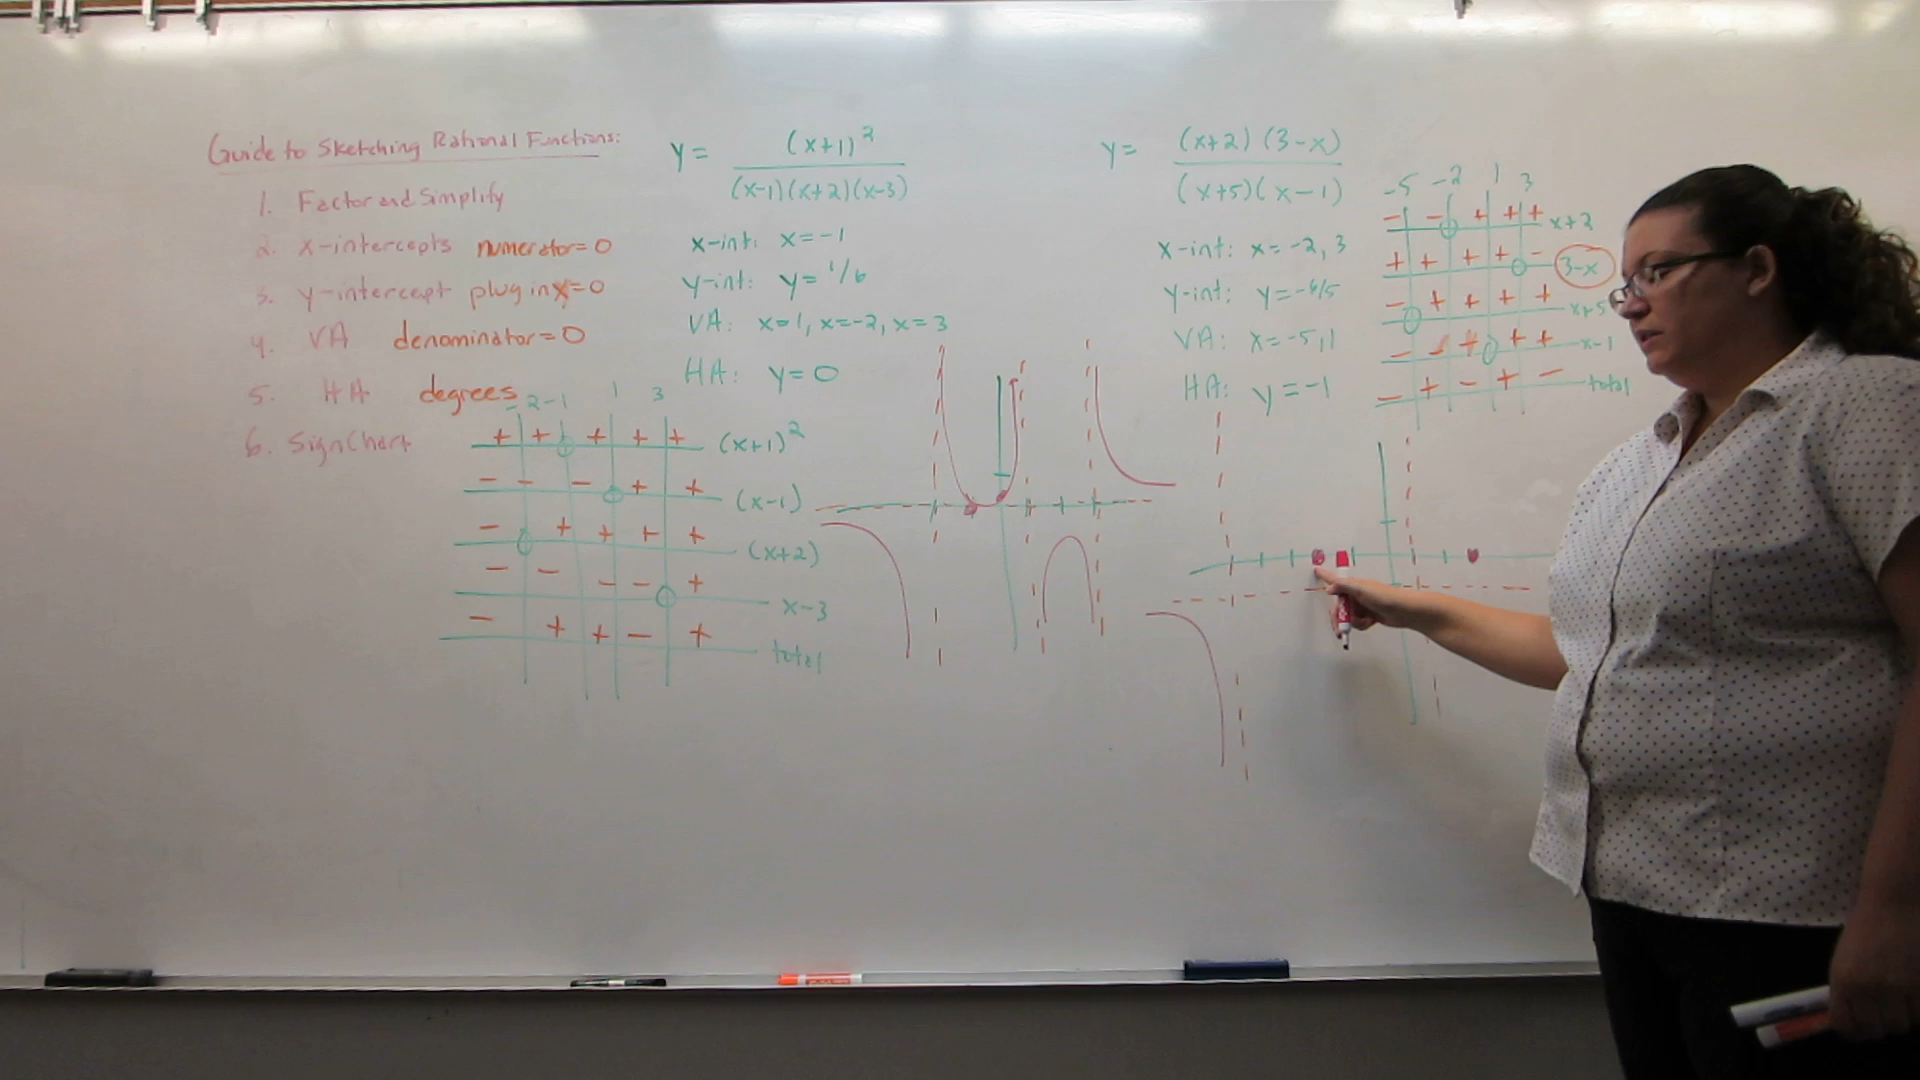 Guide to Sketching Rational Functions:
1. Factor and Simplify
2. x-intercepts numerator=0
3. y-intercept plug in x=0
4. VA denominator=0
5. HA degrees
6. Sign Chart
y= (x+1)²
(x-1)(x+2)(x-3)
x-int: x=-1
y-int: y=1/6
VA: x=1, x=-2, x=3
HA: y=0
-2 -1 1 3
+ + + + + (x+1)²
- - - + + (x-1)
- + + + + (x+2)
- - - - + x-3
- + + - + total
y= (x+2)(3-x)
(x+5)(x-1)
x-int: x=-2, 3
y-int: y=-6/5
VA: x=-5, 1
HA: y=-1
-5 -2 1 3
- - + + + x+2
+ + + + - 3-x
- + + + + x+5
+ + x-1
- + - + - total